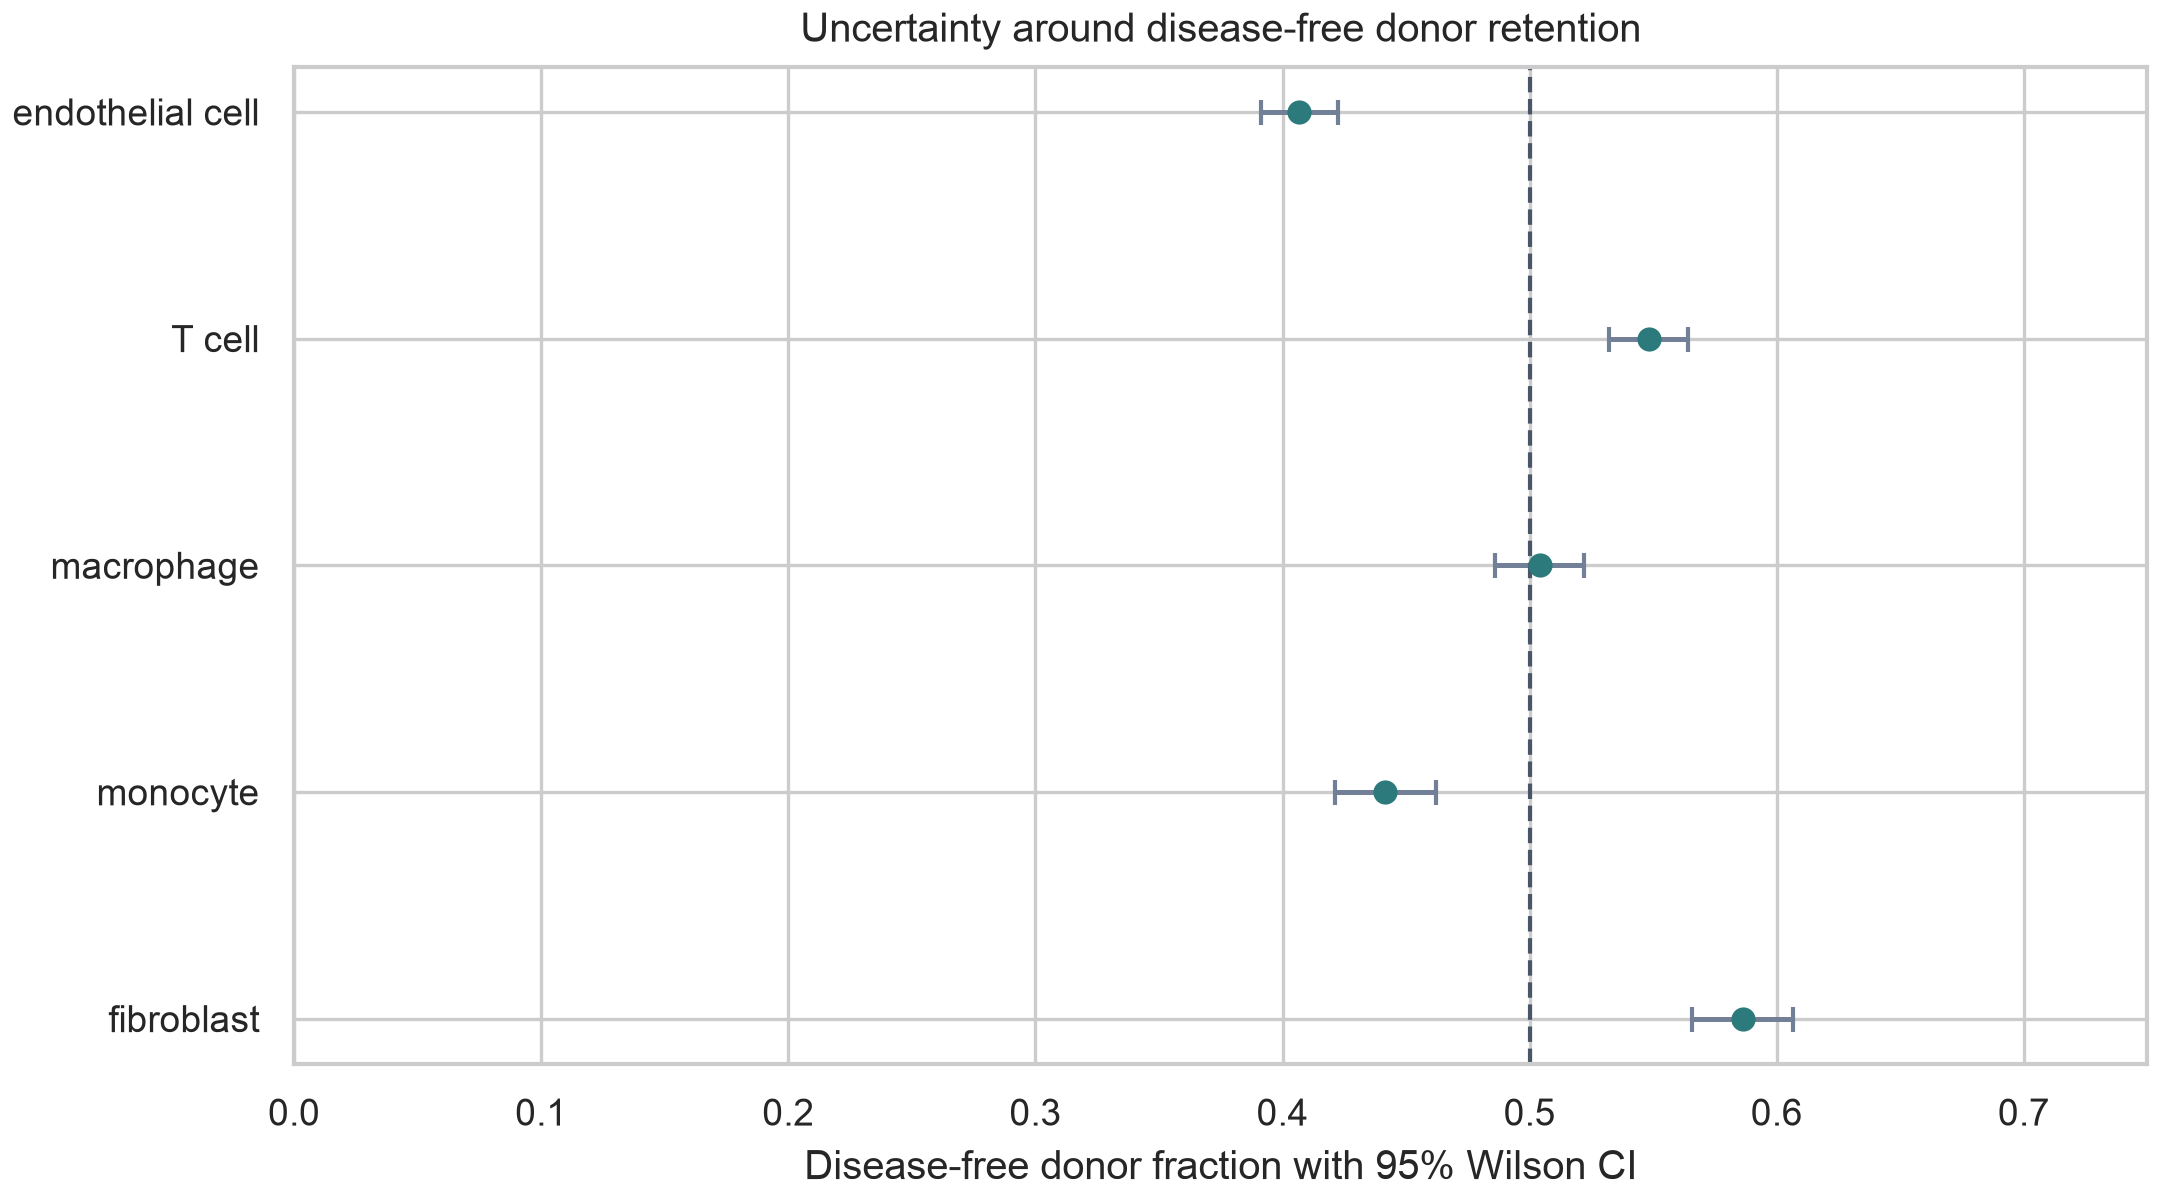 Uncertainty around disease-free donor retention
endothelial cell
T cell
macrophage
monocyte
fibroblast
0.0 0.1 0.2 0.3 0.4 0.5 0.6 0.7
Disease-free donor fraction with 95% Wilson CI